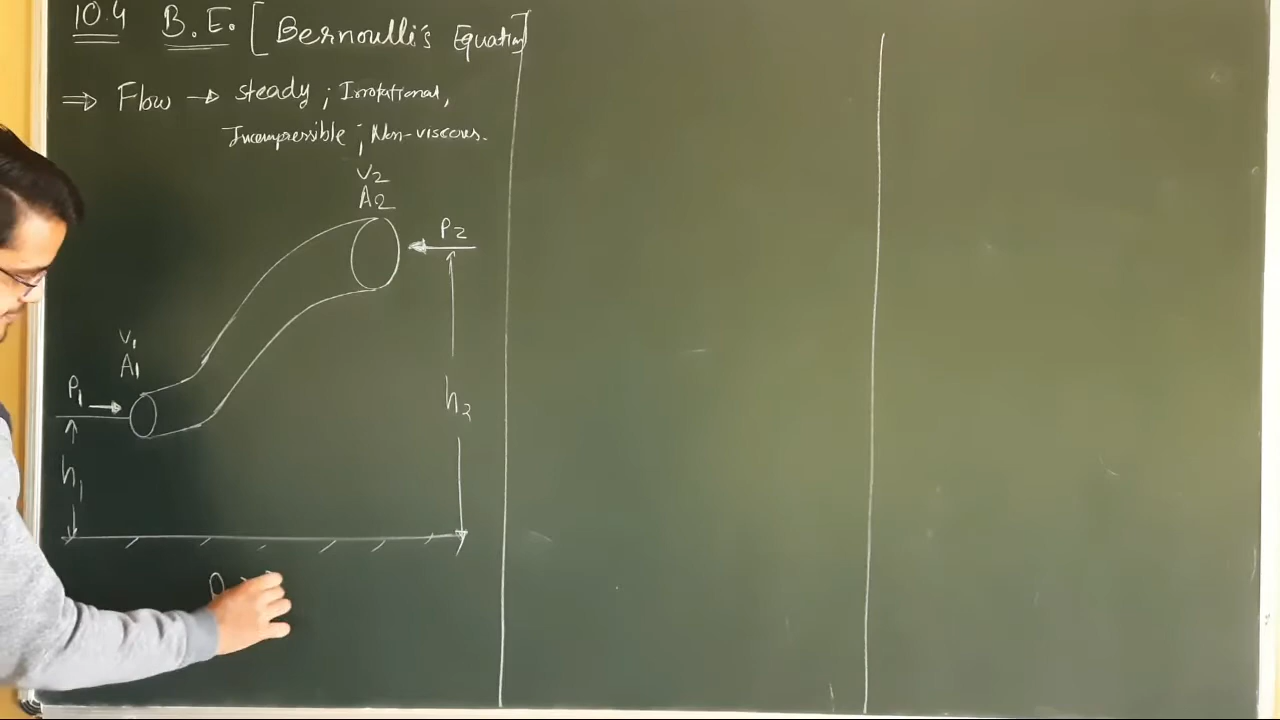 10.4 B.E. [Bernoulli's Equation]
⇒ Flow → steady ; Irrotational,
Incompressible ; Non-viscous.
V2
A2
P2
V1
A1
P1
h2
h1